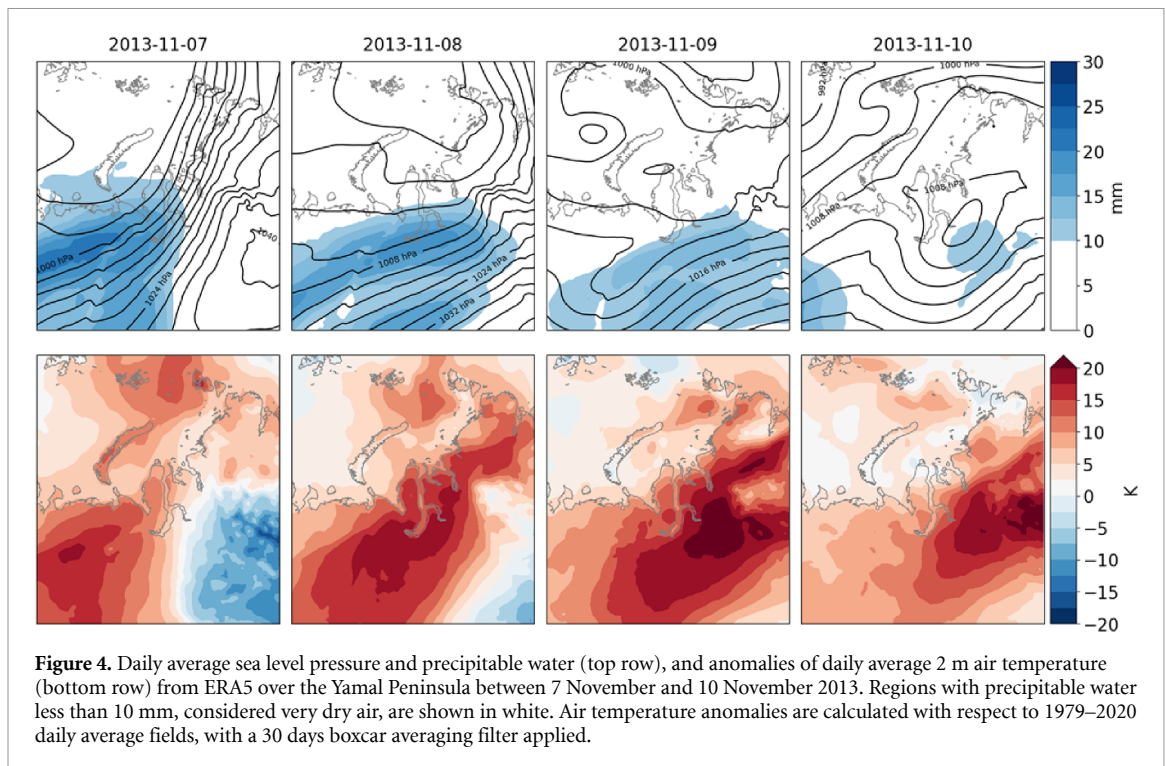 2013-11-07 2013-11-08 2013-11-09 2013-11-10
1000 hPa
1000 hPa
992 hPa
1008 hPa
1008 hPa
1040
1000 hPa
1024 hPa
1008 hPa
1024 hPa
1032 hPa
1016 hPa
30
25
20
15
10
5
0
mm
20
15
10
5
0
−5
−10
−15
−20
K
Figure 4. Daily average sea level pressure and precipitable water (top row), and anomalies of daily average 2 m air temperature
(bottom row) from ERA5 over the Yamal Peninsula between 7 November and 10 November 2013. Regions with precipitable water
less than 10 mm, considered very dry air, are shown in white. Air temperature anomalies are calculated with respect to 1979–2020
daily average fields, with a 30 days boxcar averaging filter applied.